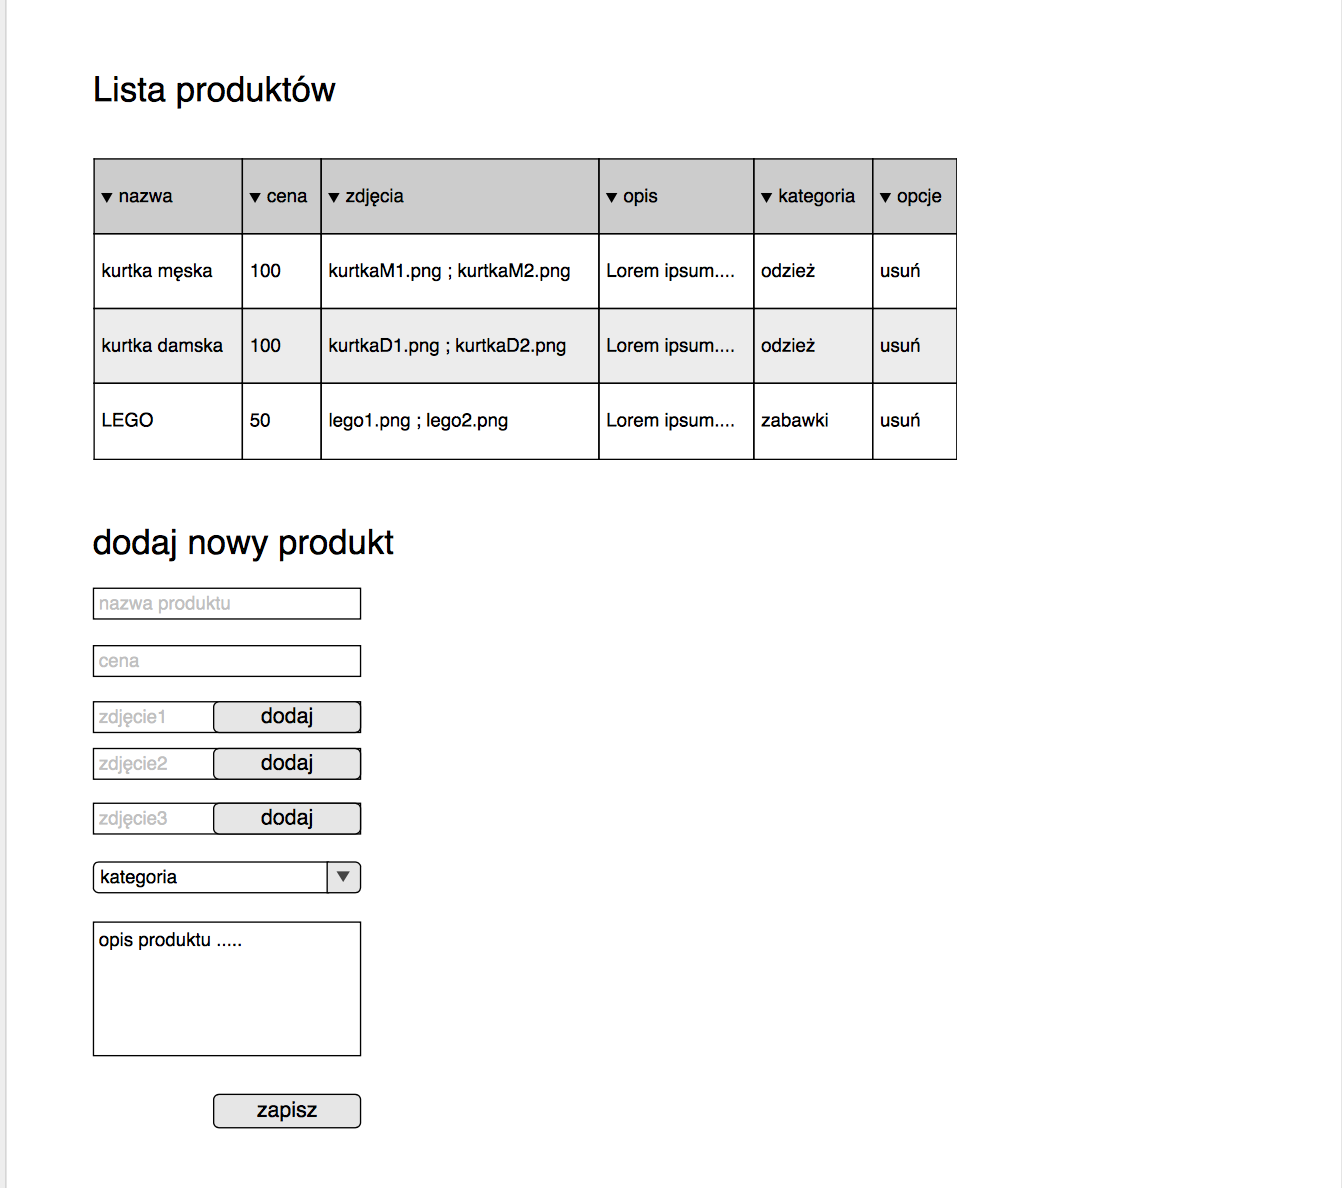 Lista produktów
▼ nazwa ▼ cena ▼ zdjęcia ▼ opis ▼ kategoria ▼ opcje
kurtka męska 100 kurtkaM1.png ; kurtkaM2.png Lorem ipsum.... odzież usuń
kurtka damska 100 kurtkaD1.png ; kurtkaD2.png Lorem ipsum.... odzież usuń
LEGO 50 lego1.png ; lego2.png Lorem ipsum.... zabawki usuń
dodaj nowy produkt
nazwa produktu
cena
zdjęcie1 dodaj
zdjęcie2 dodaj
zdjęcie3 dodaj
kategoria ▼
opis produktu .....
zapisz